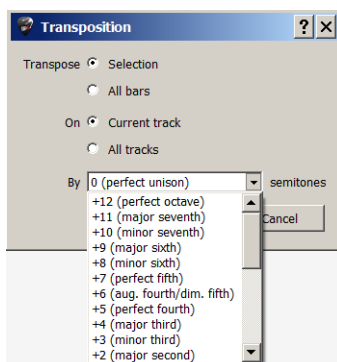 Transposition ? ×
Transpose Selection
All bars
On Current track
All tracks
By 0 (perfect unison) semitones
+12 (perfect octave)
+11 (major seventh)
+10 (minor seventh) Cancel
+9 (major sixth)
+8 (minor sixth)
+7 (perfect fifth)
+6 (aug. fourth/dim. fifth)
+5 (perfect fourth)
+4 (major third)
+3 (minor third)
+2 (major second)